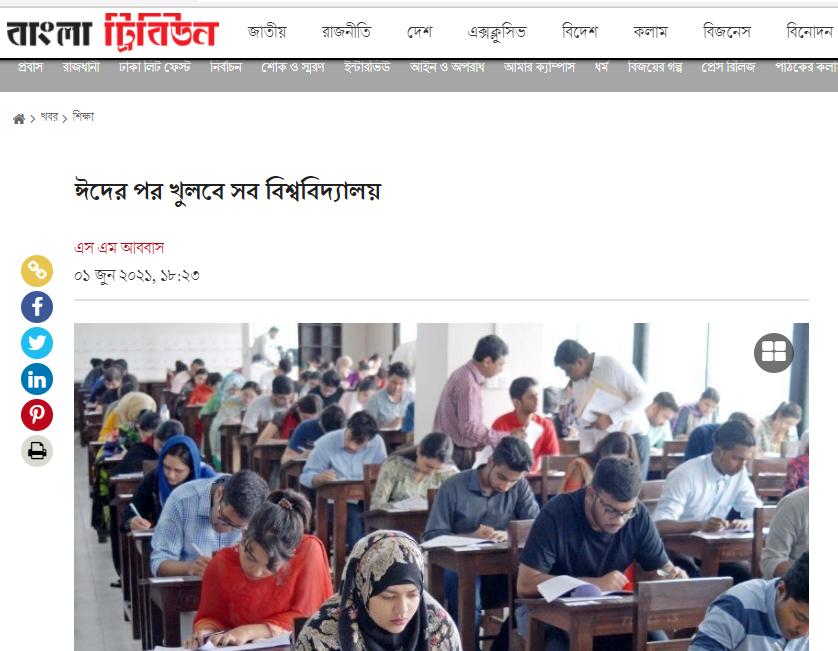 বাংলা ট্রিবিউন
জাতীয় রাজনীতি দেশ এক্সক্লুসিভ বিদেশ কলাম বিজনেস বিনোদন
প্রবাস রাজধানী ঢাকা লিট ফেস্ট নির্বাচন শোক ও স্মরণ ইন্টারভিউ আইন ও অপরাধ আমার ক্যাম্পাস ধর্ম বিজয়ের গল্প প্রেস রিলিজ পাঠকের
খবর শিক্ষা
ঈদের পর খুলবে সব বিশ্ববিদ্যালয়
এস এম আববাস
০১ জুন ২০২১, ১৮:২৩